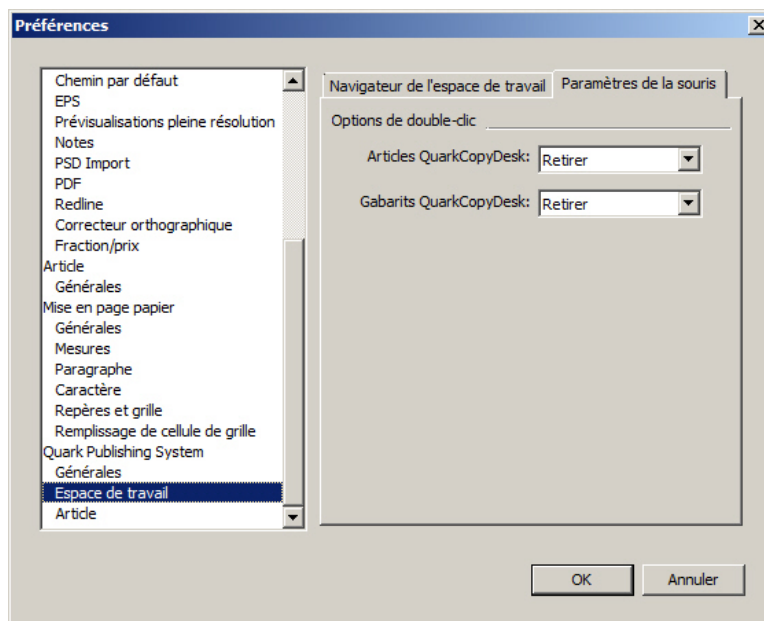 Préférences
Chemin par défaut
EPS
Prévisualisations pleine résolution
Notes
PSD Import
PDF
Redline
Correcteur orthographique
Fraction/prix
Article
Générales
Mise en page papier
Générales
Mesures
Paragraphe
Caractère
Repères et grille
Remplissage de cellule de grille
Quark Publishing System
Générales
Espace de travail
Article
Navigateur de l'espace de travail Paramètres de la souris
Options de double-clic
Articles QuarkCopyDesk: Retirer
Gabarits QuarkCopyDesk: Retirer
OK Annuler